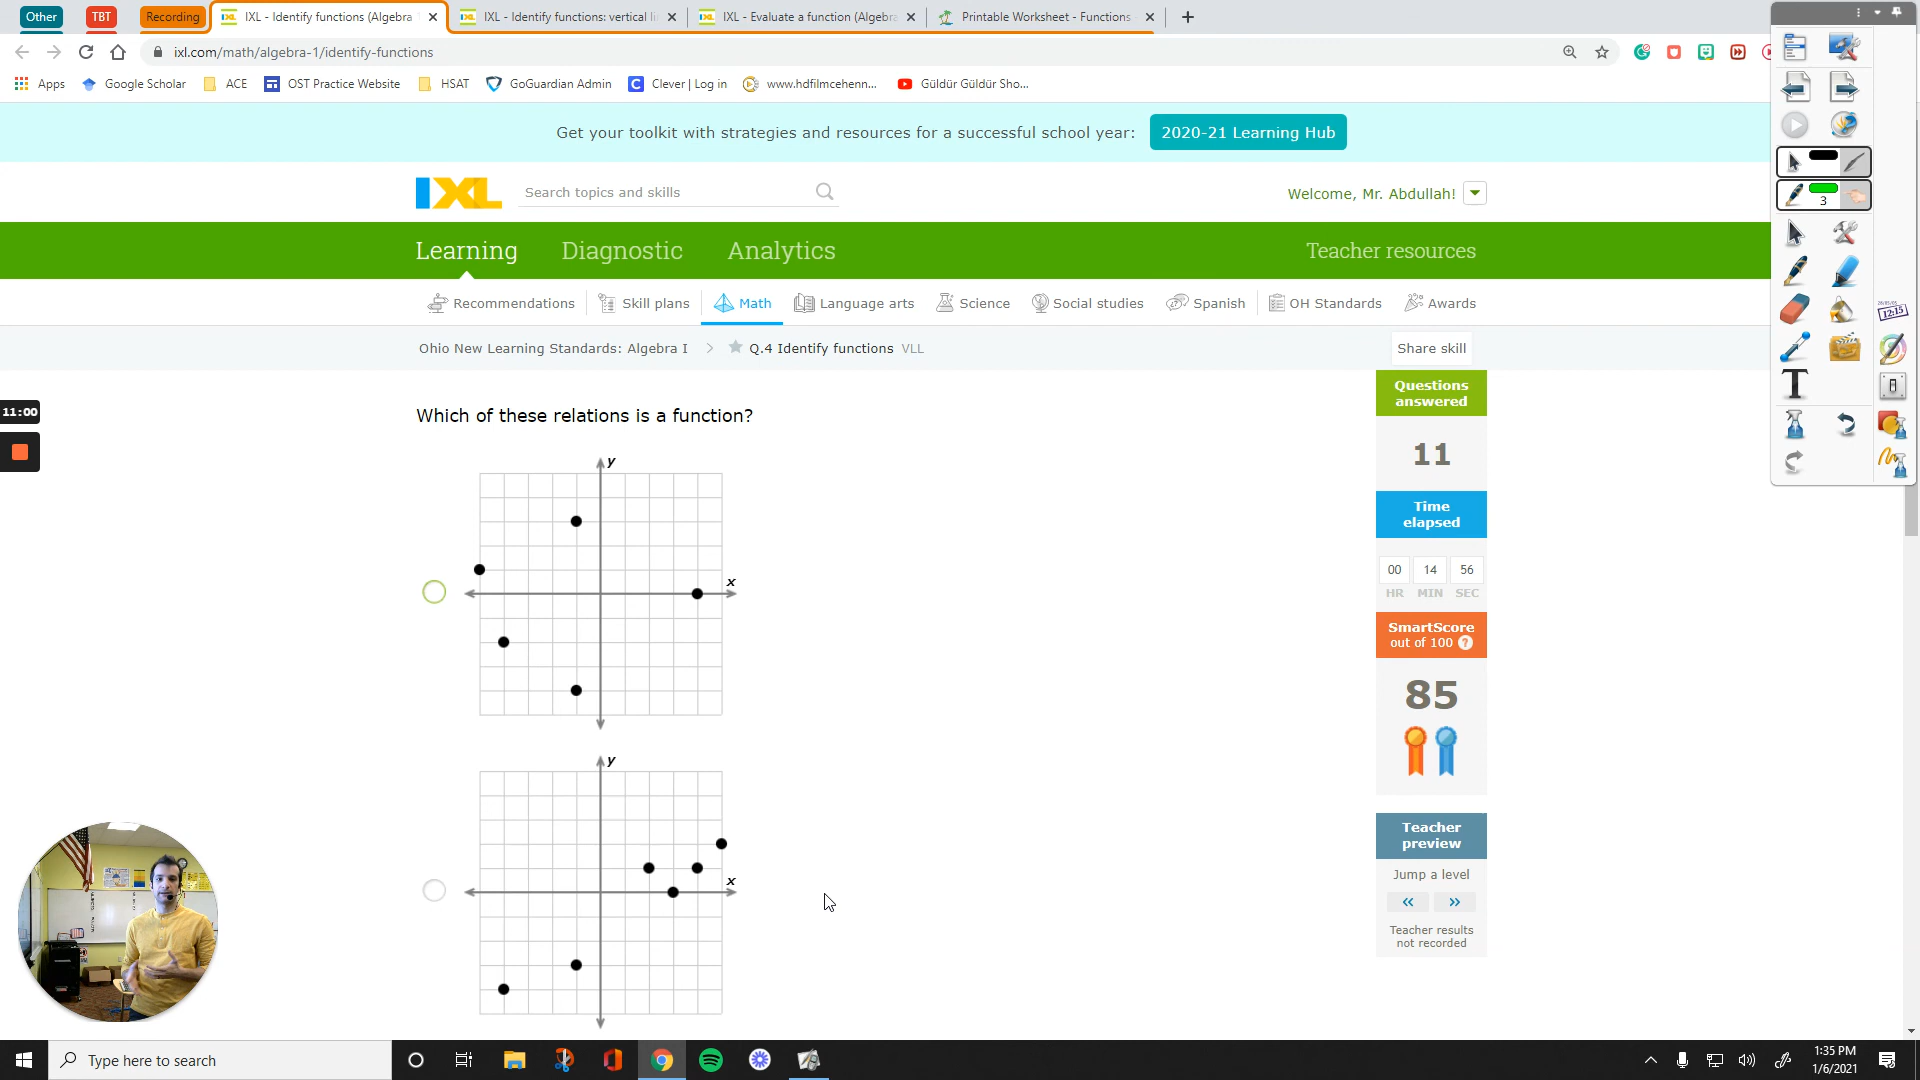 Other
TBT
Recording
IXL - Identify functions (Algebra
IXL - Identify functions: vertical li
IXL - Evaluate a function (Algebra
Printable Worksheet - Functions
ixl.com/math/algebra-1/identify-functions
Apps
Google Scholar
ACE
OST Practice Website
HSAT
GoGuardian Admin
Clever | Log in
www.hdfilmcehenn...
Güldür Güldür Sho...
Get your toolkit with strategies and resources for a successful school year:
2020-21 Learning Hub
IXL
Search topics and skills
Welcome, Mr. Abdullah!
Learning
Diagnostic
Analytics
Teacher resources
Recommendations
Skill plans
Math
Language arts
Science
Social studies
Spanish
OH Standards
Awards
Ohio New Learning Standards: Algebra I
Q.4 Identify functions VLL
Share skill
11:00
Which of these relations is a function?
y
x
y
x
Questions
answered
11
Time
elapsed
00 14 56
HR MIN SEC
SmartScore
out of 100 ?
85
Teacher
preview
Jump a level
Teacher results
not recorded
3
12:15
T
Type here to search
1:35 PM
1/6/2021